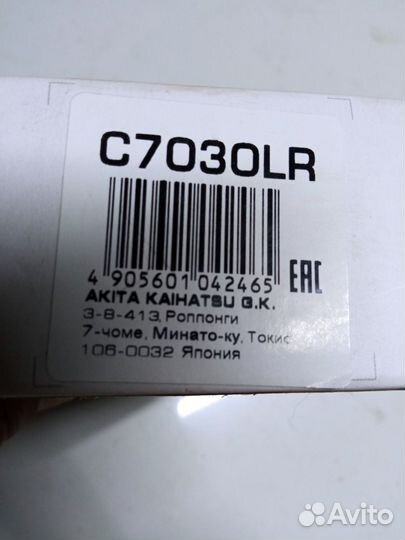 C7030LR
4 905601 042465 EAC
AKITA KAIHATSU G.K.
3-8-413, Роппонги
7-чоме, Минато-ку, Токио
106-0032 Япония
Avito